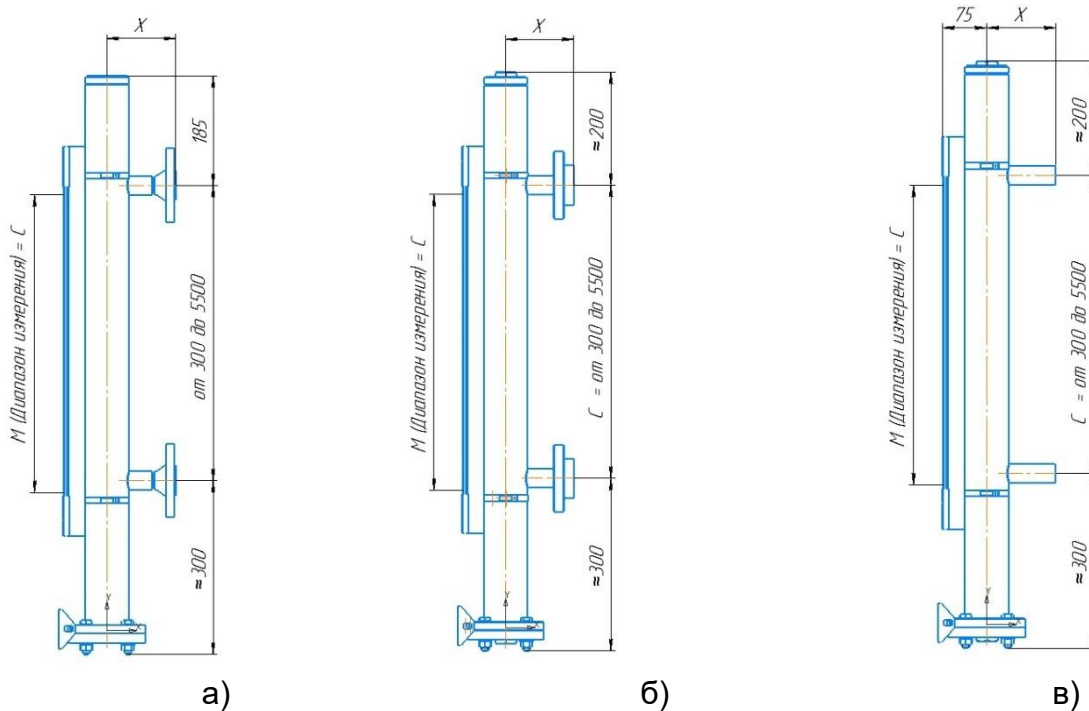 X
185
M (Диапазон измерения) = C
от 300 до 5500
≈300
Y
X
а)
X
≈200
M (Диапазон измерения) = C
C = от 300 до 5500
≈300
Y
X
б)
75
X
≈200
M (Диапазон измерения) = C
C = от 300 до 5500
≈300
Y
X
в)